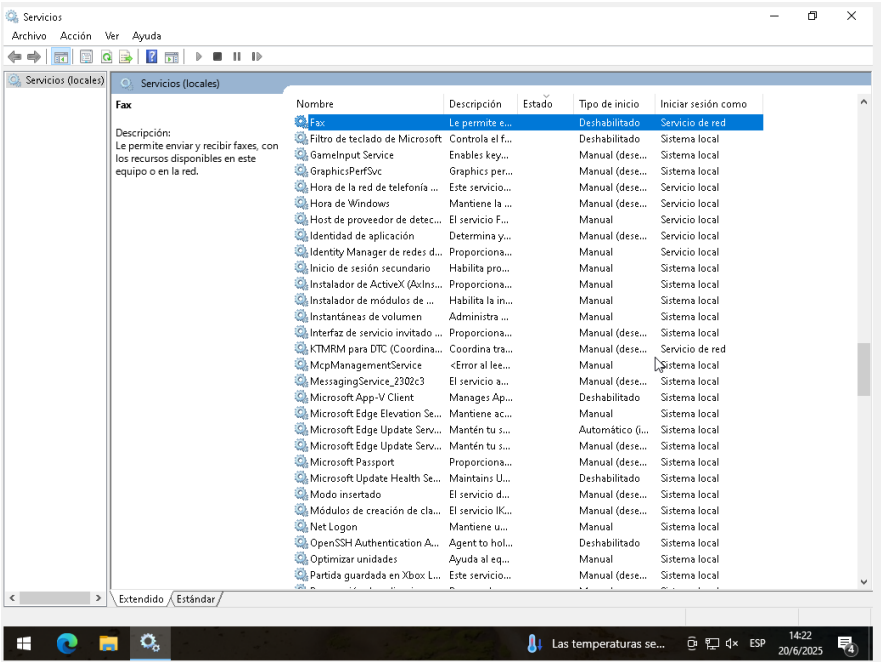 Servicios
Archivo Acción Ver Ayuda
Servicios (locales)
Servicios (locales)
Fax
Descripción:
Le permite enviar y recibir faxes, con
los recursos disponibles en este
equipo o en la red.
Nombre Descripción Estado Tipo de inicio Iniciar sesión como
Fax Le permite e... Deshabilitado Servicio de red
Filtro de teclado de Microsoft Controla el f... Deshabilitado Sistema local
GameInput Service Enables key... Manual (dese... Sistema local
GraphicsPerfSvc Graphics per... Manual (dese... Sistema local
Hora de la red de telefonía ... Este servicio... Manual (dese... Servicio local
Hora de Windows Mantiene la ... Manual (dese... Servicio local
Host de proveedor de detec... El servicio F... Manual Servicio local
Identidad de aplicación Determina y... Manual (dese... Servicio local
Identity Manager de redes d... Proporciona... Manual Servicio local
Inicio de sesión secundario Habilita pro... Manual Sistema local
Instalador de ActiveX (AxIns... Proporciona... Manual Sistema local
Instalador de módulos de ... Habilita la in... Manual Sistema local
Instantáneas de volumen Administra ... Manual Sistema local
Interfaz de servicio invitado ... Proporciona... Manual (dese... Sistema local
KTMRM para DTC (Coordina... Coordina tra... Manual (dese... Servicio de red
McpManagementService <Error al lee... Manual Sistema local
MessagingService_2302c3 El servicio a... Manual (dese... Sistema local
Microsoft App-V Client Manages Ap... Deshabilitado Sistema local
Microsoft Edge Elevation Se... Mantiene ac... Manual Sistema local
Microsoft Edge Update Serv... Mantén tu s... Automático (i... Sistema local
Microsoft Edge Update Serv... Mantén tu s... Manual (dese... Sistema local
Microsoft Passport Proporciona... Manual (dese... Sistema local
Microsoft Update Health Se... Maintains U... Deshabilitado Sistema local
Modo insertado El servicio d... Manual (dese... Sistema local
Módulos de creación de cla... El servicio IK... Manual (dese... Sistema local
Net Logon Mantiene u... Manual Sistema local
OpenSSH Authentication A... Agent to hol... Deshabilitado Sistema local
Optimizar unidades Ayuda al eq... Manual Sistema local
Partida guardada en Xbox L... Este servicio... Manual (dese... Sistema local
Extendido Estándar
Las temperaturas se... ESP 14:22
20/6/2025 4